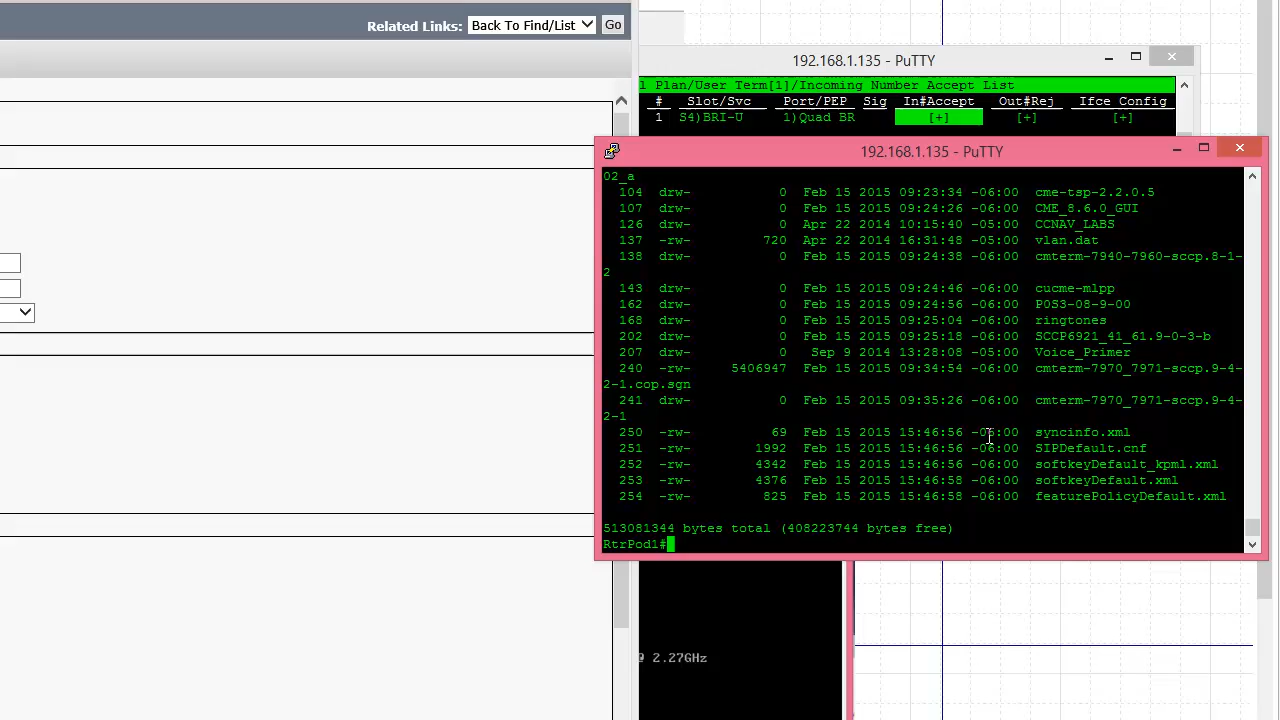 Related Links: Back To Find/List Go
192.168.1.135 - PuTTY
l Plan/User Term[1]/Incoming Number Accept List
# Slot/Svc Port/PEP Sig In#Accept Out#Rej Ifce Config
1 S4)BRI-U 1)Quad BR [+] [+] [+]
192.168.1.135 - PuTTY
02_a
104 drw- 0 Feb 15 2015 09:23:34 -06:00 cme-tsp-2.2.0.5
107 drw- 0 Feb 15 2015 09:24:26 -06:00 CME_8.6.0_GUI
126 drw- 0 Apr 22 2014 10:15:40 -05:00 CCNAV_LABS
137 -rw- 720 Apr 22 2014 16:31:48 -05:00 vlan.dat
138 drw- 0 Feb 15 2015 09:24:38 -06:00 cmterm-7940-7960-sccp.8-1-
2
143 drw- 0 Feb 15 2015 09:24:46 -06:00 cucme-mlpp
162 drw- 0 Feb 15 2015 09:24:56 -06:00 P0S3-08-9-00
168 drw- 0 Feb 15 2015 09:25:04 -06:00 ringtones
202 drw- 0 Feb 15 2015 09:25:18 -06:00 SCCP6921_41_61.9-0-3-b
207 drw- 0 Sep 9 2014 13:28:08 -05:00 Voice_Primer
240 -rw- 5406947 Feb 15 2015 09:34:54 -06:00 cmterm-7970_7971-sccp.9-4-
2-1.cop.sgn
241 drw- 0 Feb 15 2015 09:35:26 -06:00 cmterm-7970_7971-sccp.9-4-
2-1
250 -rw- 69 Feb 15 2015 15:46:56 -06:00 syncinfo.xml
251 -rw- 1992 Feb 15 2015 15:46:56 -06:00 SIPDefault.cnf
252 -rw- 4342 Feb 15 2015 15:46:56 -06:00 softkeyDefault_kpml.xml
253 -rw- 4376 Feb 15 2015 15:46:58 -06:00 softkeyDefault.xml
254 -rw- 825 Feb 15 2015 15:46:58 -06:00 featurePolicyDefault.xml
513081344 bytes total (408223744 bytes free)
RtrPod1#
@ 2.27GHz